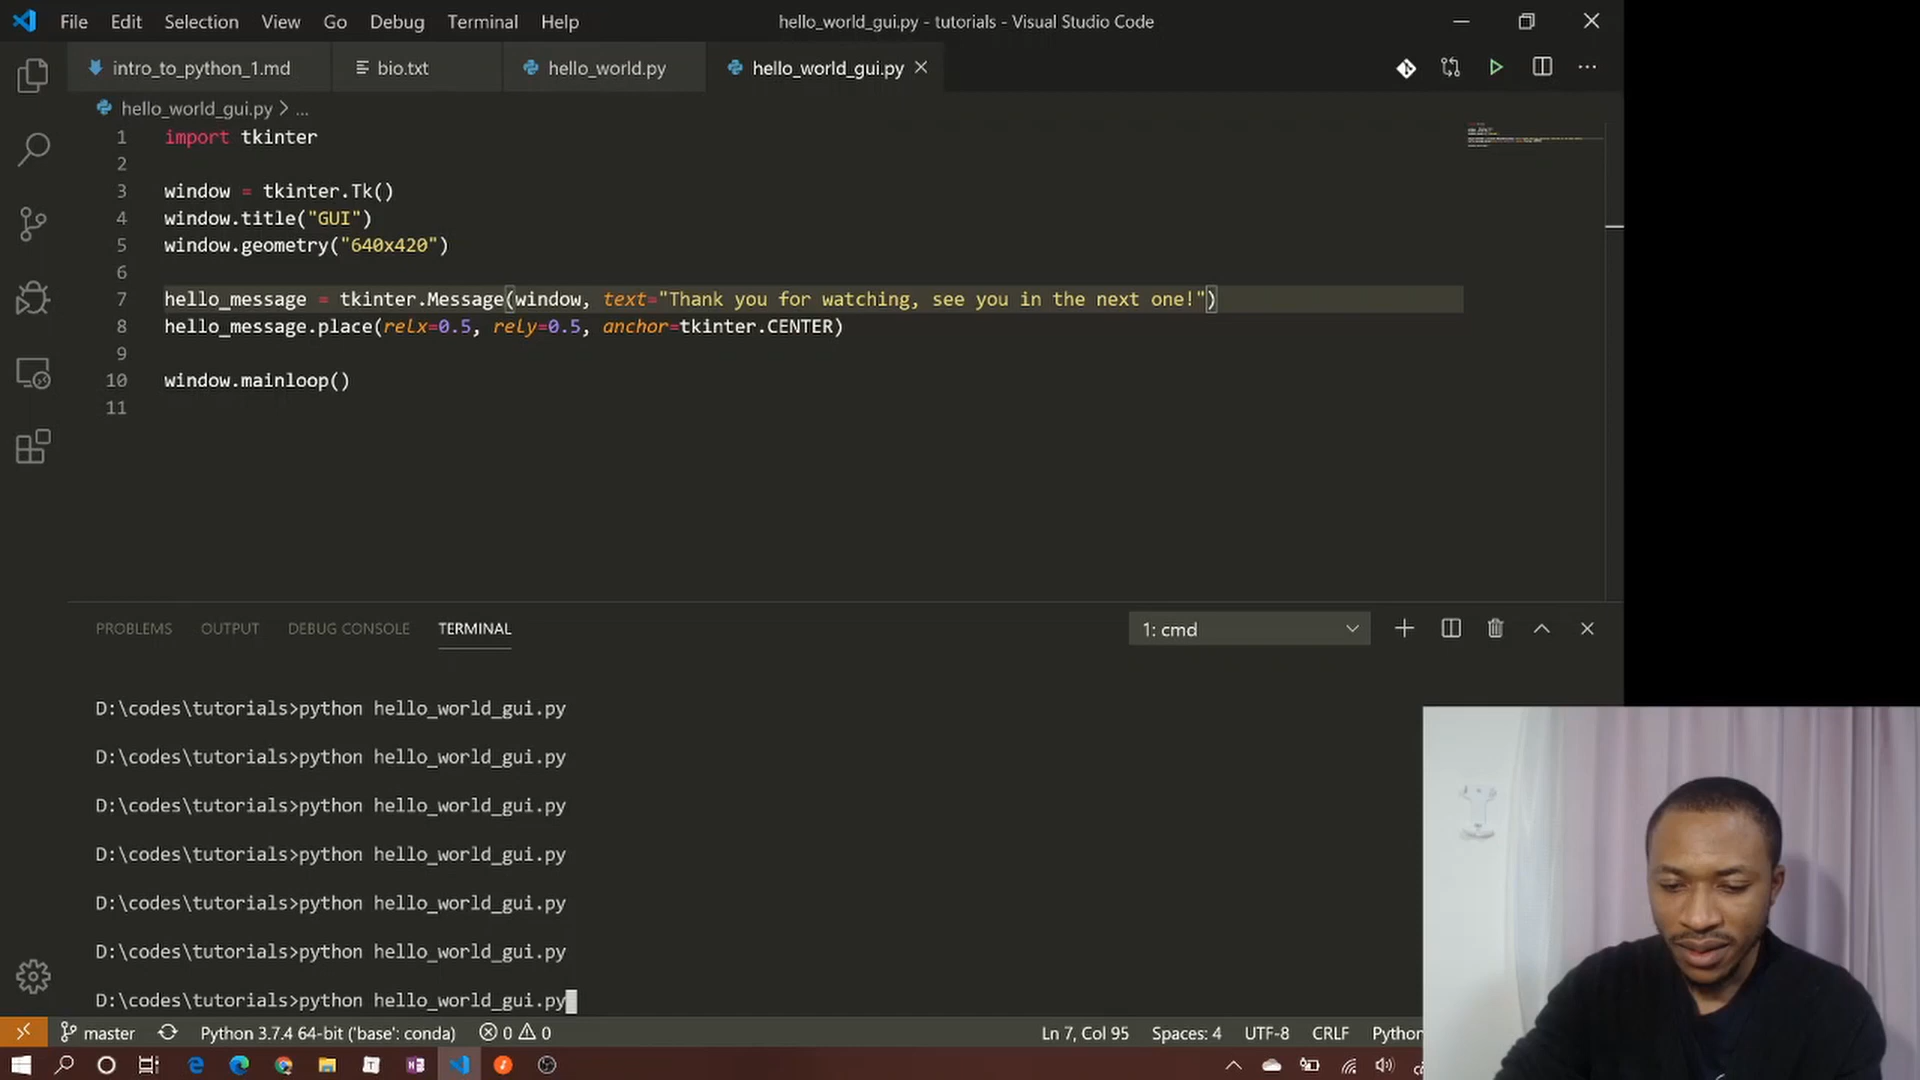 File Edit Selection View Go Debug Terminal Help hello_world_gui.py - tutorials - Visual Studio Code
intro_to_python_1.md bio.txt hello_world.py hello_world_gui.py
hello_world_gui.py > ...
1 import tkinter
2
3 window = tkinter.Tk()
4 window.title("GUI")
5 window.geometry("640x420")
6
7 hello_message = tkinter.Message(window, text="Thank you for watching, see you in the next one!")
8 hello_message.place(relx=0.5, rely=0.5, anchor=tkinter.CENTER)
9
10 window.mainloop()
11
PROBLEMS OUTPUT DEBUG CONSOLE TERMINAL 1: cmd
D:\codes\tutorials>python hello_world_gui.py
D:\codes\tutorials>python hello_world_gui.py
D:\codes\tutorials>python hello_world_gui.py
D:\codes\tutorials>python hello_world_gui.py
D:\codes\tutorials>python hello_world_gui.py
D:\codes\tutorials>python hello_world_gui.py
D:\codes\tutorials>python hello_world_gui.py
master Python 3.7.4 64-bit ('base': conda) 0 0 Ln 7, Col 95 Spaces: 4 UTF-8 CRLF Python